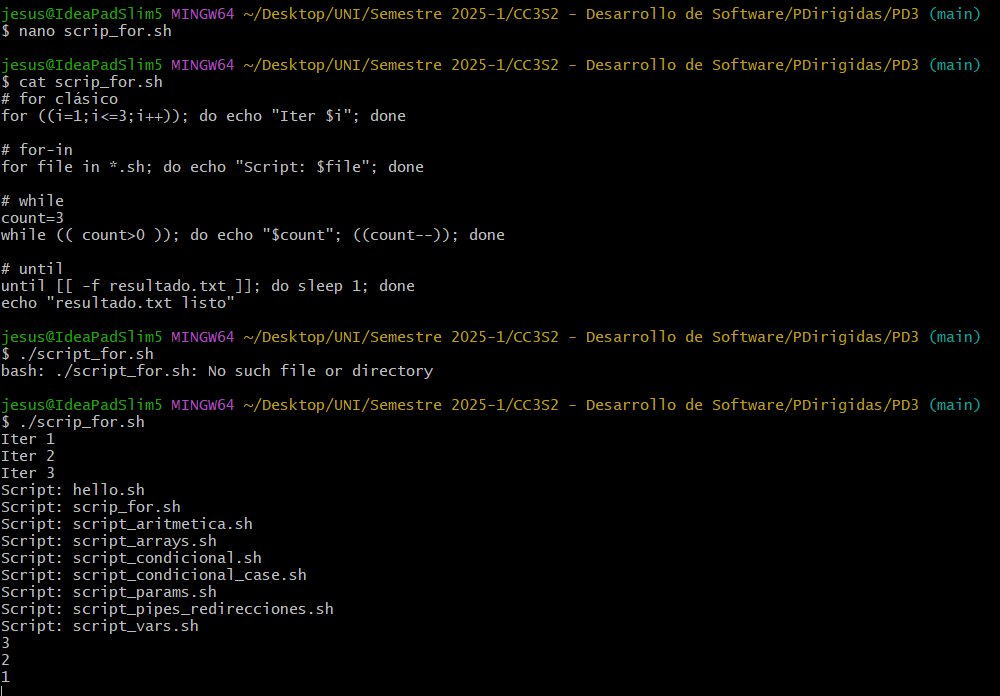 jesus@IdeaPadSlim5 MINGW64 ~/Desktop/UNI/Semestre 2025-1/CC3S2 - Desarrollo de Software/PDirigidas/PD3 (main)
$ nano scrip_for.sh
jesus@IdeaPadSlim5 MINGW64 ~/Desktop/UNI/Semestre 2025-1/CC3S2 - Desarrollo de Software/PDirigidas/PD3 (main)
$ cat scrip_for.sh
# for clásico
for ((i=1;i<=3;i++)); do echo "Iter $i"; done
# for-in
for file in *.sh; do echo "Script: $file"; done
# while
count=3
while (( count>0 )); do echo "$count"; ((count--)); done
# until
until [[ -f resultado.txt ]]; do sleep 1; done
echo "resultado.txt listo"
jesus@IdeaPadSlim5 MINGW64 ~/Desktop/UNI/Semestre 2025-1/CC3S2 - Desarrollo de Software/PDirigidas/PD3 (main)
$ ./script_for.sh
bash: ./script_for.sh: No such file or directory
jesus@IdeaPadSlim5 MINGW64 ~/Desktop/UNI/Semestre 2025-1/CC3S2 - Desarrollo de Software/PDirigidas/PD3 (main)
$ ./scrip_for.sh
Iter 1
Iter 2
Iter 3
Script: hello.sh
Script: scrip_for.sh
Script: script_aritmetica.sh
Script: script_arrays.sh
Script: script_condicional.sh
Script: script_condicional_case.sh
Script: script_params.sh
Script: script_pipes_redirecciones.sh
Script: script_vars.sh
3
2
1